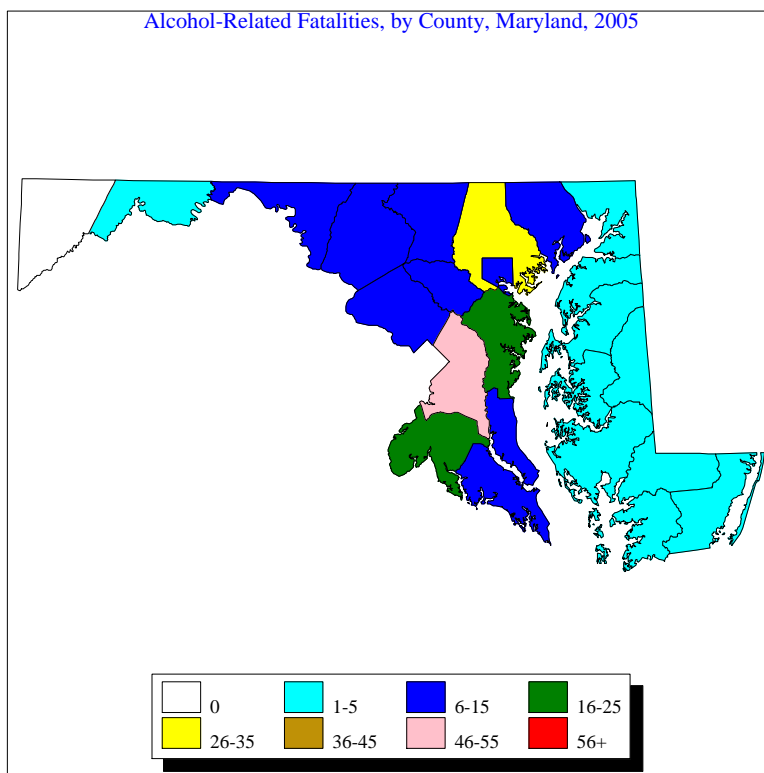 Alcohol-Related Fatalities, by County, Maryland, 2005
0 1-5 6-15 16-25
26-35 36-45 46-55 56+